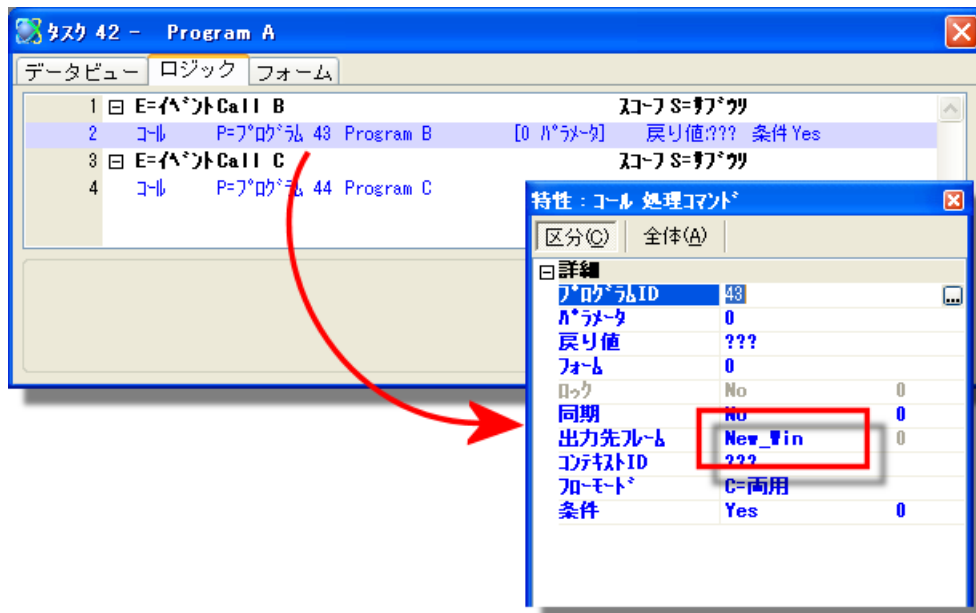 タスク 42 - Program A
データビュー ロジック フォーム
1 E=ｲﾍﾞﾝﾄCall B ｽｺｰﾌ S=ｻﾌﾞﾂﾘ
2 ｺｰﾙ P=ﾌﾟﾛｸﾞﾗﾑ 43 Program B [0 ﾊﾟﾗﾒｰﾀ] 戻り値:??? 条件 Yes
3 E=ｲﾍﾞﾝﾄCall C ｽｺｰﾌ S=ｻﾌﾞﾂﾘ
4 ｺｰﾙ P=ﾌﾟﾛｸﾞﾗﾑ 44 Program C
特性 : ｺｰﾙ 処理ｺﾏﾝﾄﾞ
区分(C) 全体(A)
詳細
ﾌﾟﾛｸﾞﾗﾑID 43 ...
ﾊﾟﾗﾒｰﾀ 0
戻り値 ???
ﾌｫｰﾑ 0
ﾛｯｸ No 0
同期 No 0
出力先ﾌﾚｰﾑ New_Win 0
ｺﾝﾃｷｽﾄID ???
ﾌﾛｰﾓｰﾄﾞ C=両用
条件 Yes 0